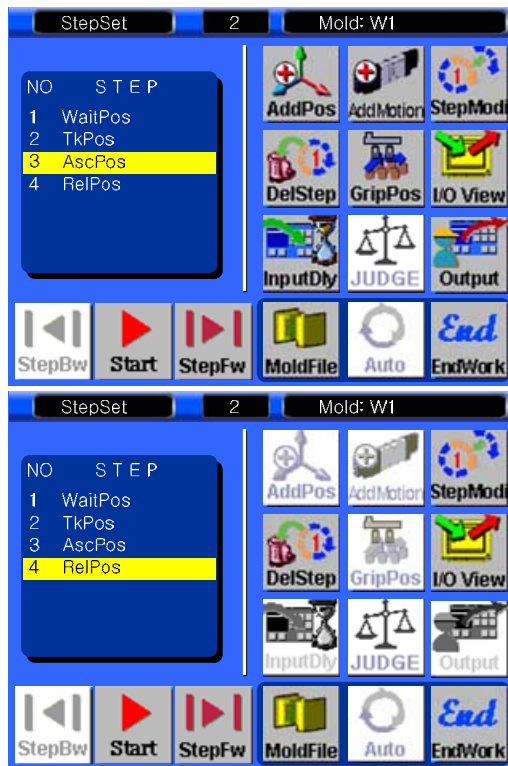 StepSet 2 Mold: W1
NO STEP
1 WaitPos
2 TkPos
3 AscPos
4 RelPos
AddPos AddMotion StepModi
DelStep GripPos I/O View
InputDly JUDGE Output
StepBw Start StepFw MoldFile Auto End EndWork
StepSet 2 Mold: W1
NO STEP
1 WaitPos
2 TkPos
3 AscPos
4 RelPos
AddPos AddMotion StepModi
DelStep GripPos I/O View
InputDly JUDGE Output
StepBw Start StepFw MoldFile Auto End EndWork